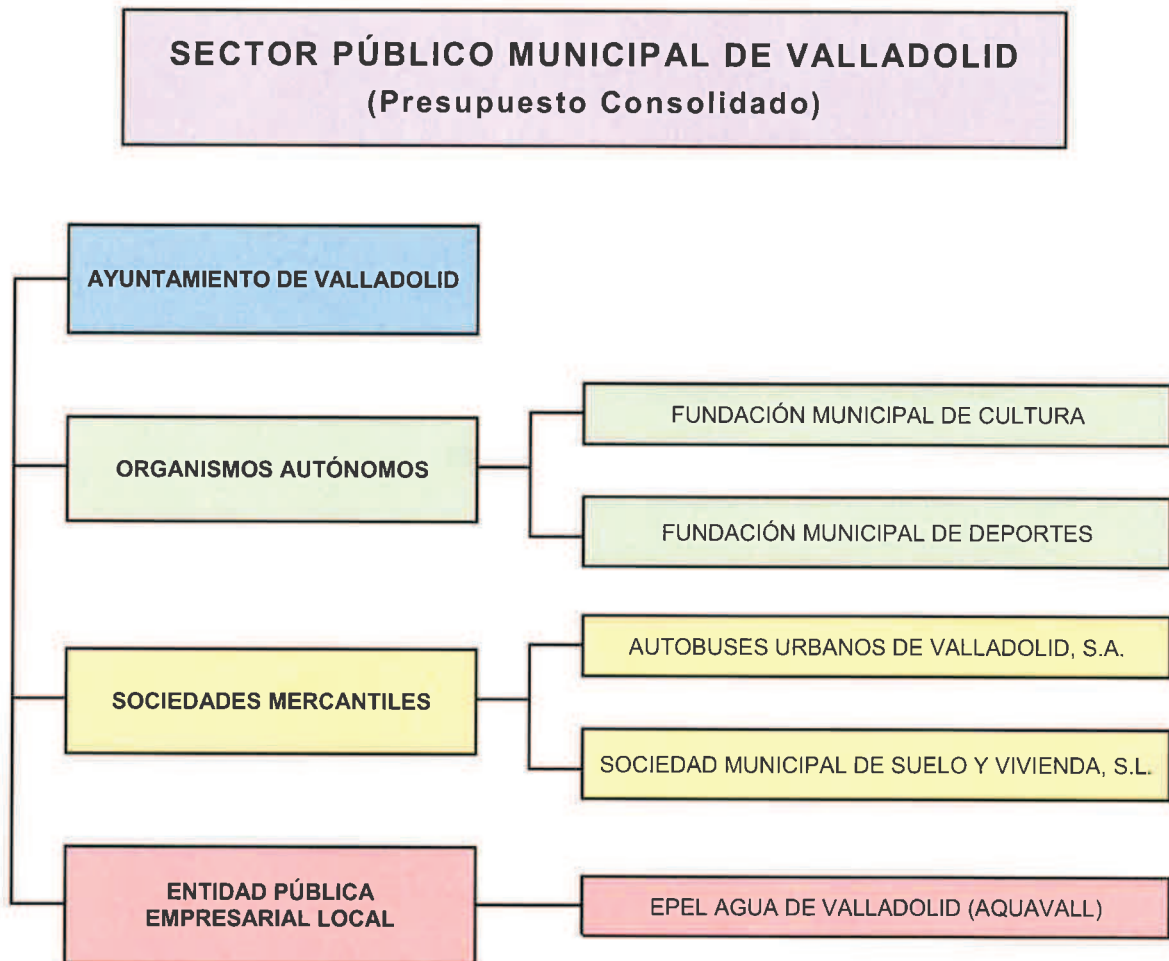 SECTOR PÚBLICO MUNICIPAL DE VALLADOLID
(Presupuesto Consolidado)
AYUNTAMIENTO DE VALLADOLID
ORGANISMOS AUTÓNOMOS
FUNDACIÓN MUNICIPAL DE CULTURA
FUNDACIÓN MUNICIPAL DE DEPORTES
SOCIEDADES MERCANTILES
AUTOBUSES URBANOS DE VALLADOLID, S.A.
SOCIEDAD MUNICIPAL DE SUELO Y VIVIENDA, S.L.
ENTIDAD PÚBLICA
EMPRESARIAL LOCAL
EPEL AGUA DE VALLADOLID (AQUAVALL)